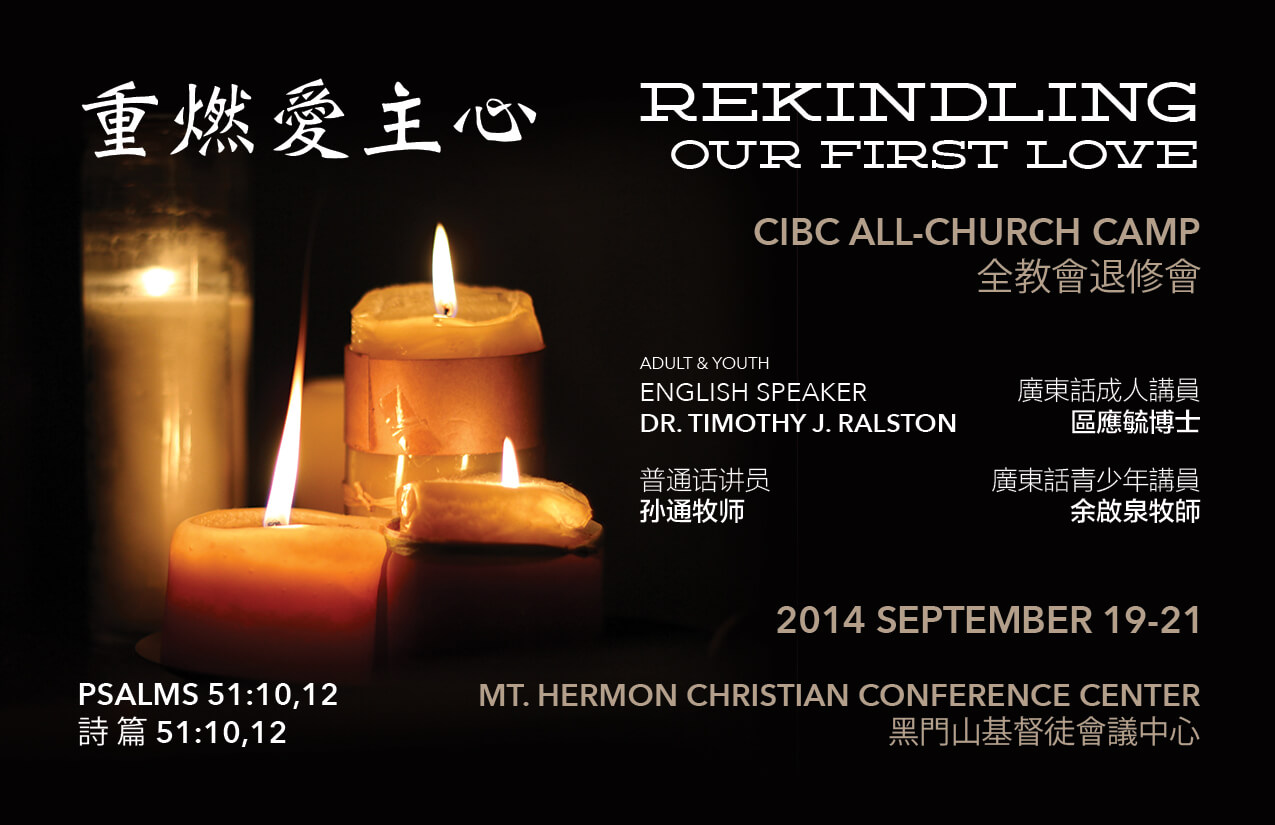 重燃愛主心
REKINDLING
OUR FIRST LOVE
CIBC ALL-CHURCH CAMP
全教會退修會
ADULT & YOUTH
ENGLISH SPEAKER
DR. TIMOTHY J. RALSTON
廣東話成人講員
區應毓博士
普通话讲员
孙通牧师
廣東話青少年講員
余啟泉牧師
2014 SEPTEMBER 19-21
PSALMS 51:10,12
詩篇 51:10,12
MT. HERMON CHRISTIAN CONFERENCE CENTER
黑門山基督徒會議中心